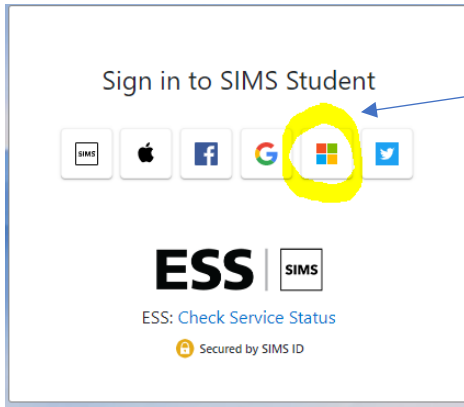 Sign in to SIMS Student
SIMS
ESS SIMS
ESS: Check Service Status
Secured by SIMS ID